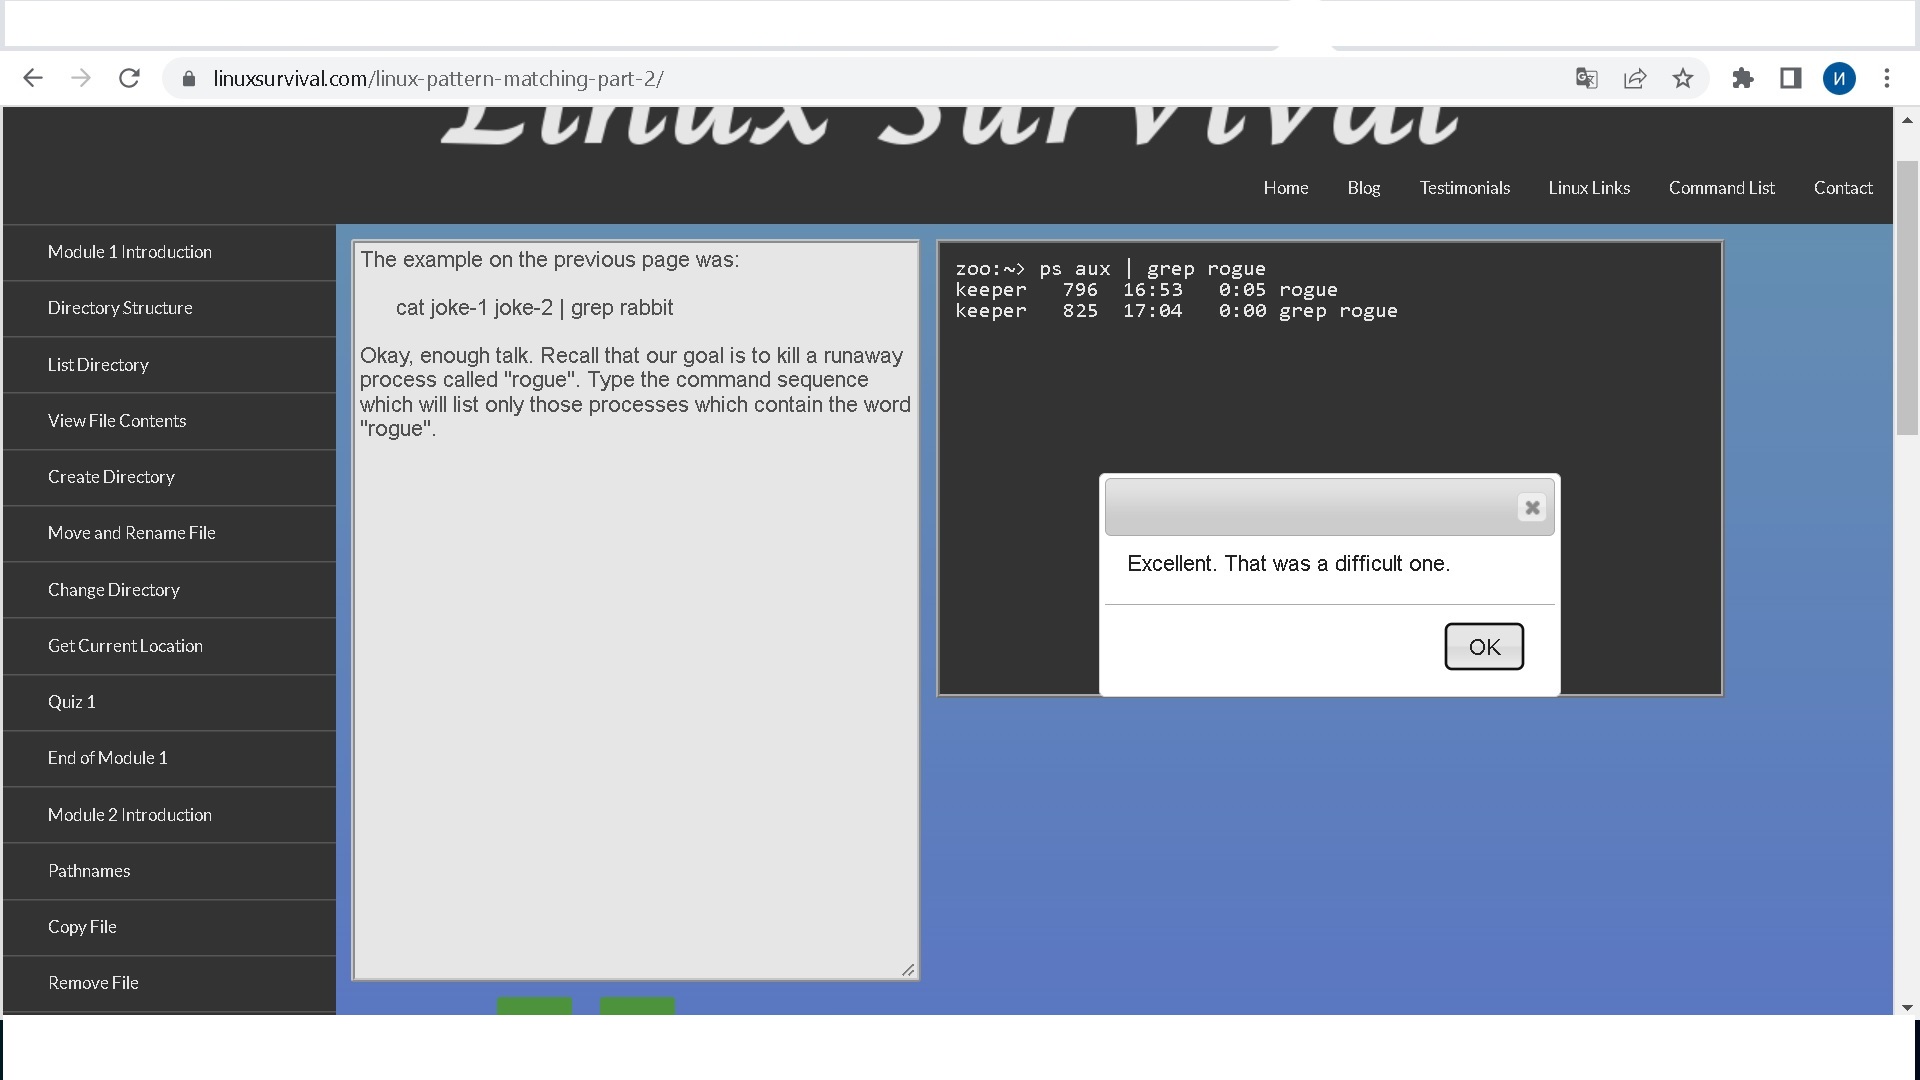 linuxsurvival.com/linux-pattern-matching-part-2/
И
Linux Survival
Home Blog Testimonials Linux Links Command List Contact
Module 1 Introduction
Directory Structure
List Directory
View File Contents
Create Directory
Move and Rename File
Change Directory
Get Current Location
Quiz 1
End of Module 1
Module 2 Introduction
Pathnames
Copy File
Remove File
The example on the previous page was:
cat joke-1 joke-2 | grep rabbit
Okay, enough talk. Recall that our goal is to kill a runaway
process called "rogue". Type the command sequence
which will list only those processes which contain the word
"rogue".
zoo:~> ps aux | grep rogue
keeper 796 16:53 0:05 rogue
keeper 825 17:04 0:00 grep rogue
Excellent. That was a difficult one.
OK